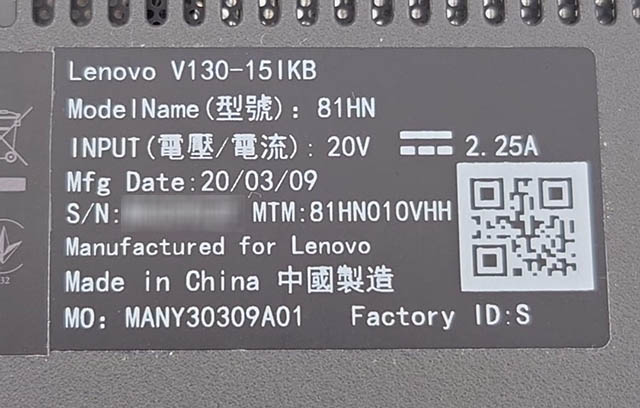 Lenovo V130-15IKB
ModelName(型號): 81HN
INPUT(電壓/電流): 20V ⎓ 2.25A
Mfg Date:20/03/09
S/N: MTM:81HN010VHH
Manufactured for Lenovo
Made in China 中國製造
MO: MANY30309A01 Factory ID:S
32